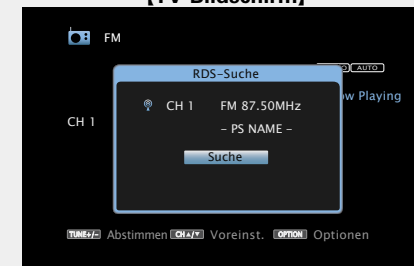 【TV-Bildschirm】
FM
RDS-Suche
AUTO
CH 1 FM 87.50MHz
Now Playing
– PS NAME –
CH 1
Suche
TUNE+/- Abstimmen CH▲/▼ Voreinst. OPTION Optionen